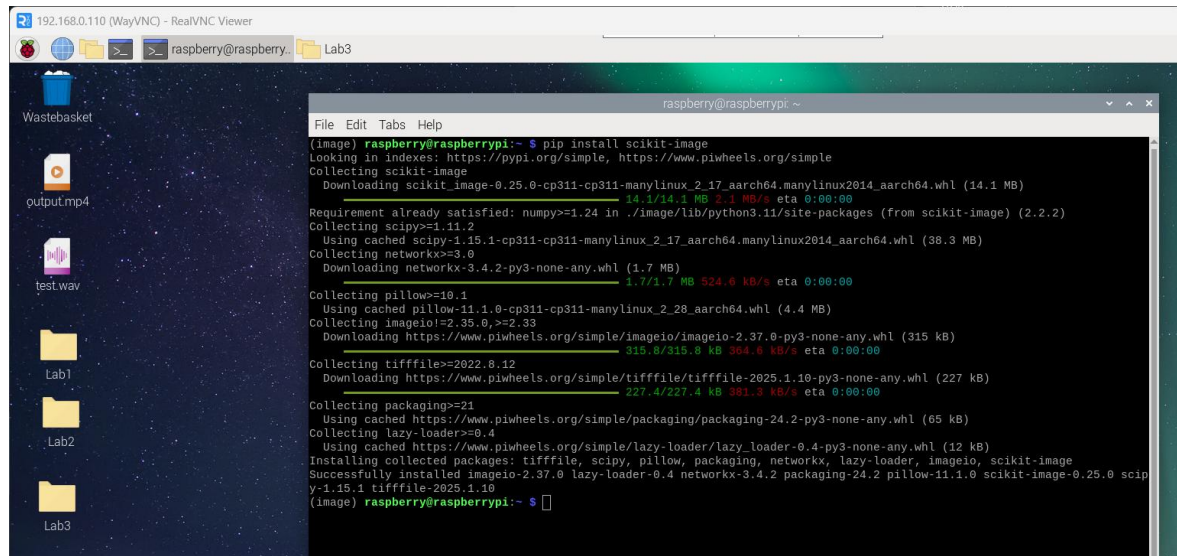 192.168.0.110 (WayVNC) - RealVNC Viewer
raspberry@raspberry.. Lab3
Wastebasket
output.mp4
test.wav
Lab1
Lab2
Lab3
raspberry@raspberrypi: ~
File Edit Tabs Help
(image) raspberry@raspberrypi:~ $ pip install scikit-image
Looking in indexes: https://pypi.org/simple, https://www.piwheels.org/simple
Collecting scikit-image
Downloading scikit_image-0.25.0-cp311-cp311-manylinux_2_17_aarch64.manylinux2014_aarch64.whl (14.1 MB)
14.1/14.1 MB 2.1 MB/s eta 0:00:00
Requirement already satisfied: numpy>=1.24 in ./image/lib/python3.11/site-packages (from scikit-image) (2.2.2)
Collecting scipy>=1.11.2
Using cached scipy-1.15.1-cp311-cp311-manylinux_2_17_aarch64.manylinux2014_aarch64.whl (38.3 MB)
Collecting networkx>=3.0
Downloading networkx-3.4.2-py3-none-any.whl (1.7 MB)
1.7/1.7 MB 524.6 kB/s eta 0:00:00
Collecting pillow>=10.1
Using cached pillow-11.1.0-cp311-cp311-manylinux_2_28_aarch64.whl (4.4 MB)
Collecting imageio!=2.35.0,>=2.33
Downloading https://www.piwheels.org/simple/imageio/imageio-2.37.0-py3-none-any.whl (315 kB)
315.8/315.8 kB 364.6 kB/s eta 0:00:00
Collecting tifffile>=2022.8.12
Downloading https://www.piwheels.org/simple/tifffile/tifffile-2025.1.10-py3-none-any.whl (227 kB)
227.4/227.4 kB 381.3 kB/s eta 0:00:00
Collecting packaging>=21
Using cached https://www.piwheels.org/simple/packaging/packaging-24.2-py3-none-any.whl (65 kB)
Collecting lazy-loader>=0.4
Using cached https://www.piwheels.org/simple/lazy-loader/lazy_loader-0.4-py3-none-any.whl (12 kB)
Installing collected packages: tifffile, scipy, pillow, packaging, networkx, lazy-loader, imageio, scikit-image
Successfully installed imageio-2.37.0 lazy-loader-0.4 networkx-3.4.2 packaging-24.2 pillow-11.1.0 scikit-image-0.25.0 scip
y-1.15.1 tifffile-2025.1.10
(image) raspberry@raspberrypi:~ $